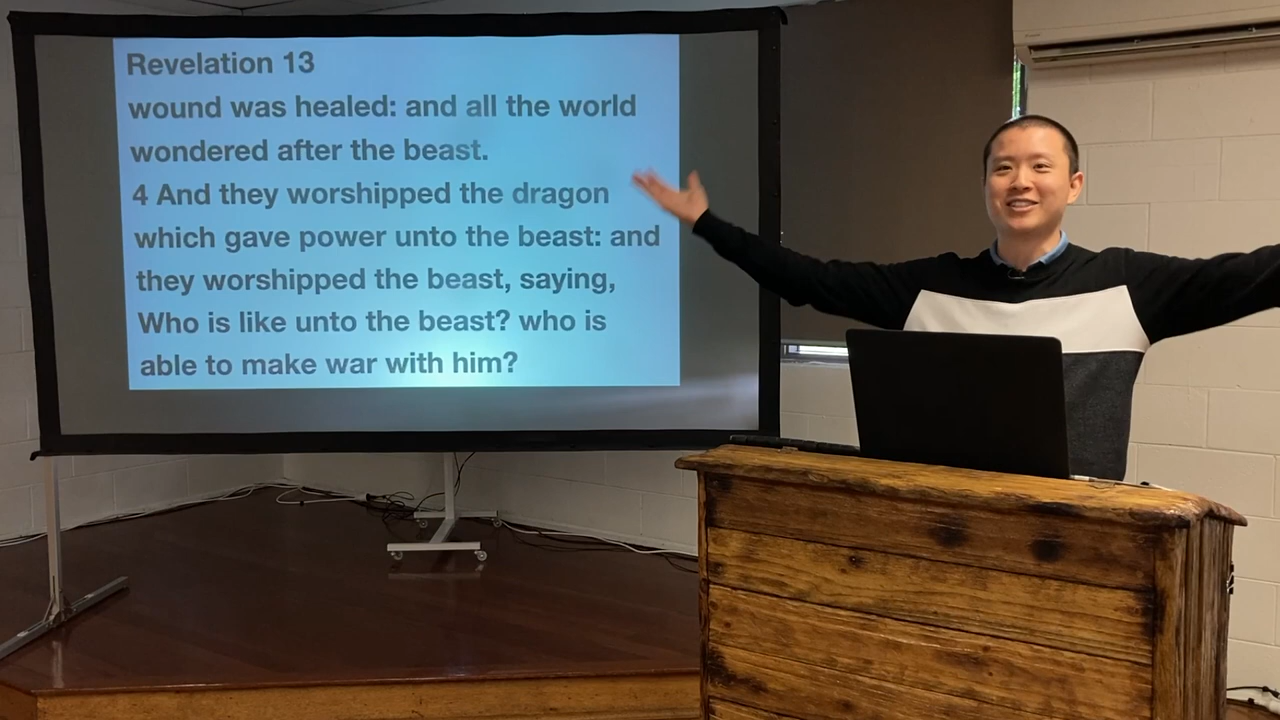 Revelation 13
wound was healed: and all the world
wondered after the beast.
4 And they worshipped the dragon
which gave power unto the beast: and
they worshipped the beast, saying,
Who is like unto the beast? who is
able to make war with him?